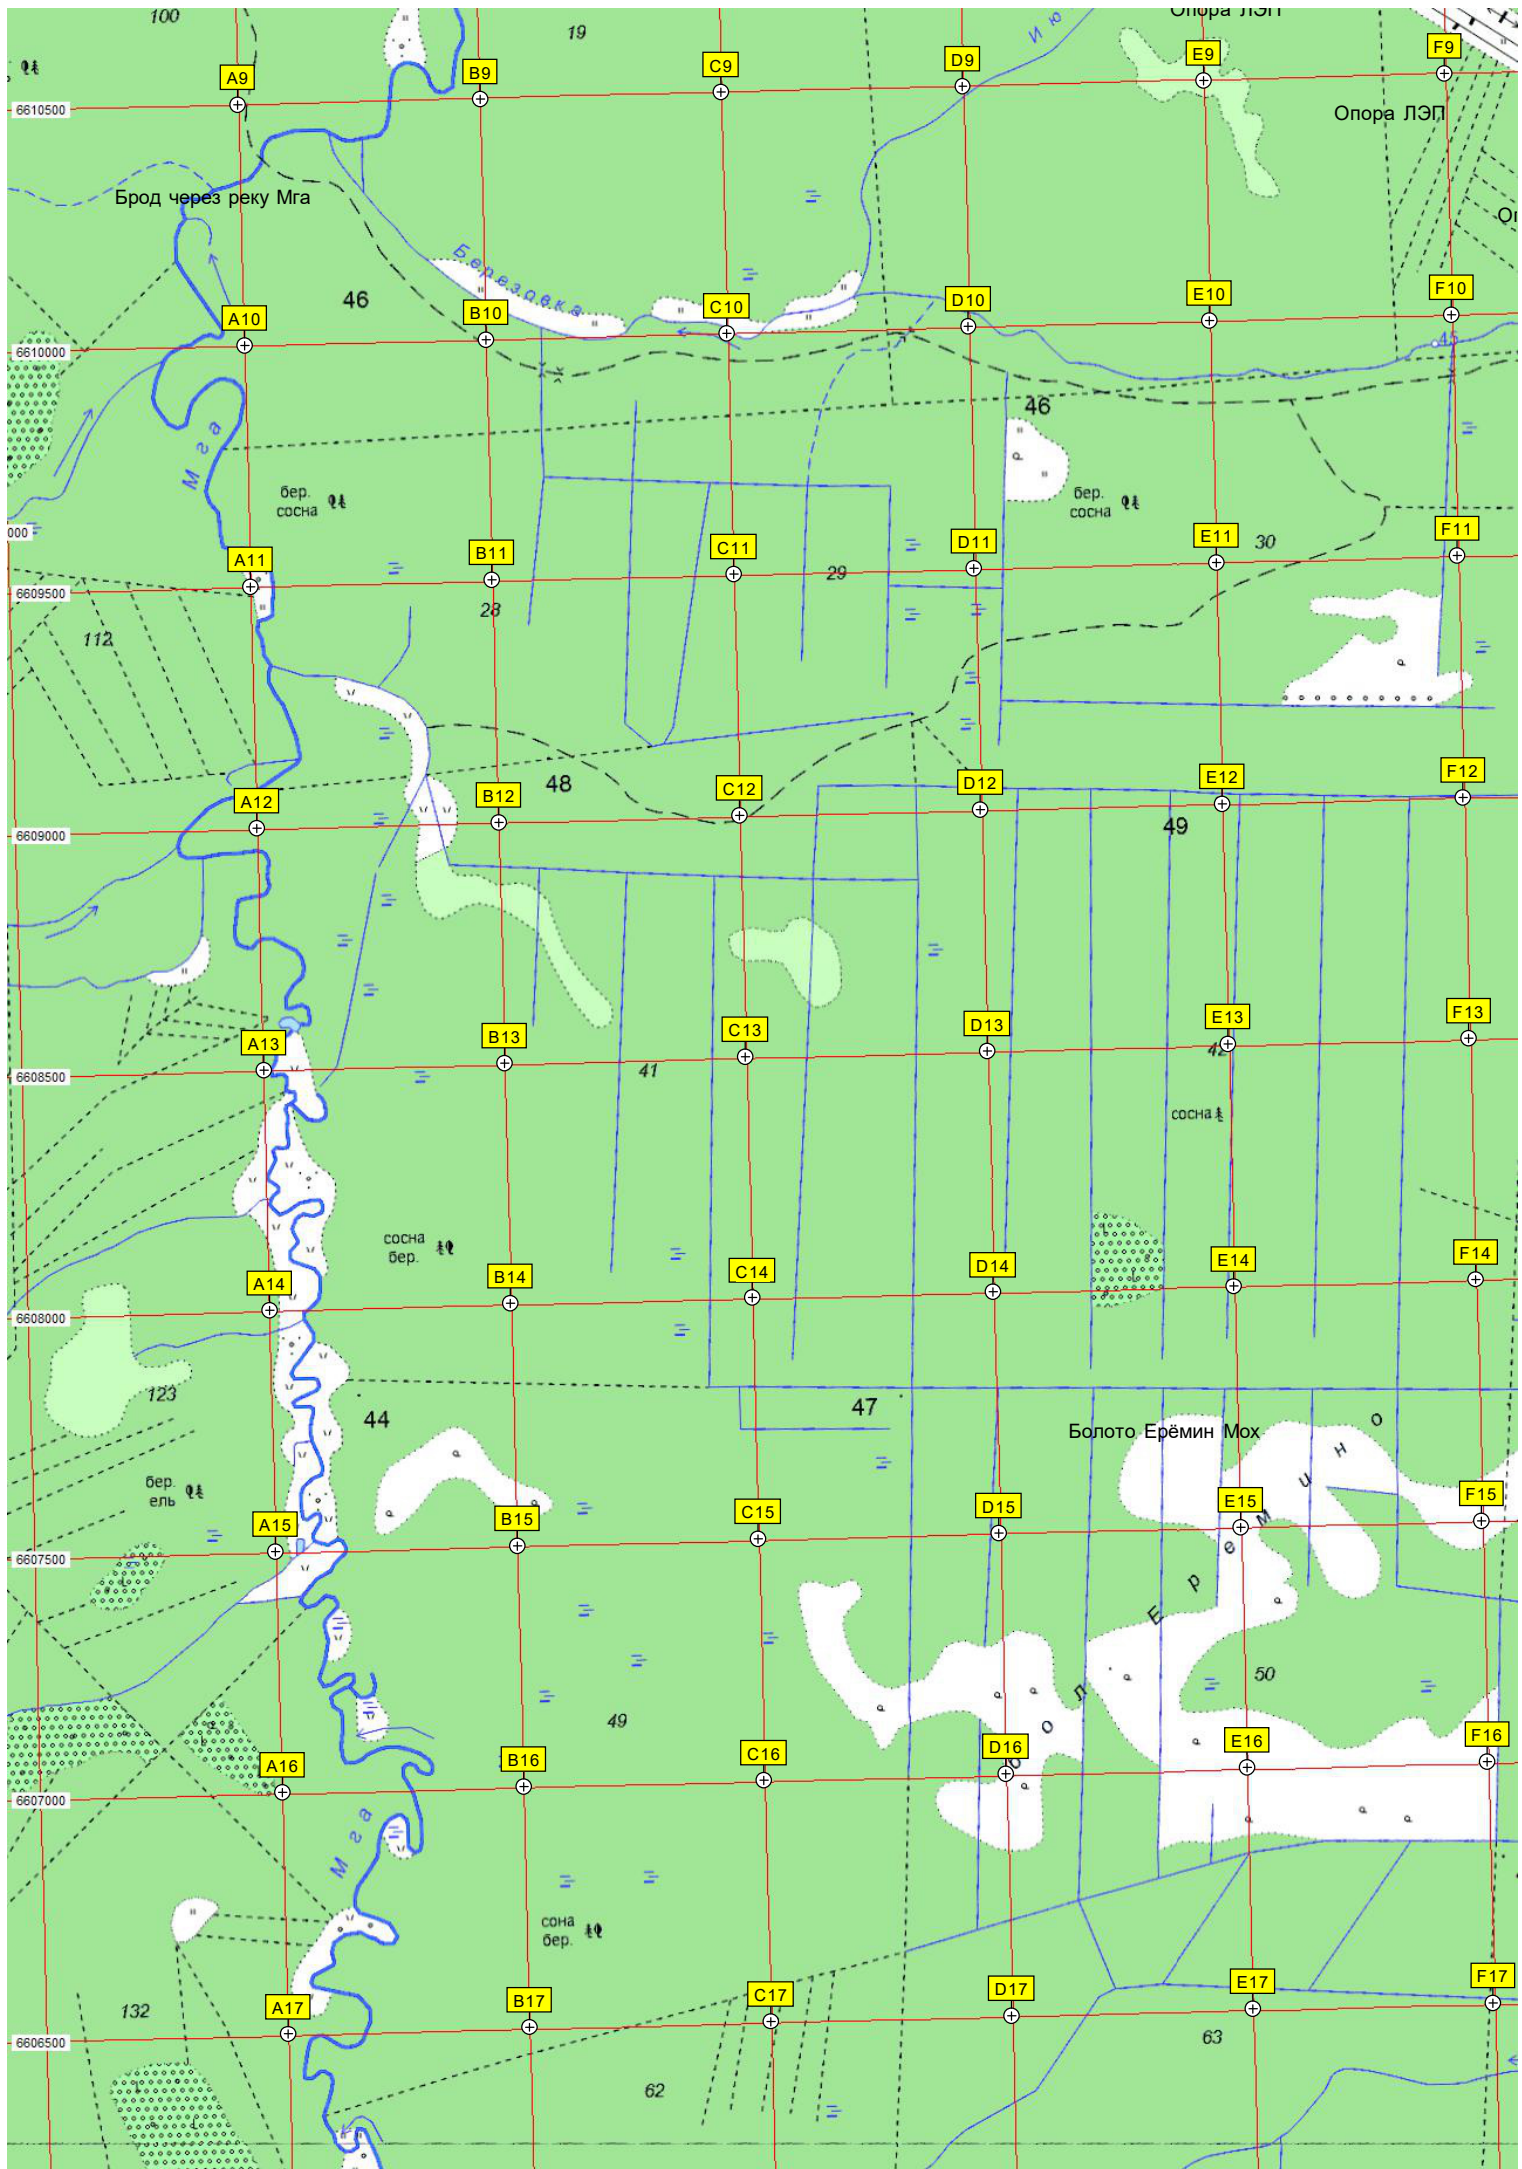 100
19
Ию
Опора ЛЭП
A9
B9
C9
D9
E9
F9
6610500
Опора ЛЭП
Брод через реку Мга
46
Березовка
A10
B10
C10
D10
E10
F10
6610000
45
46
Мга
бер.
сосна
бер.
сосна
000
A11
B11
C11
D11
E11
F11
30
29
6609500
28
112
48
A12
B12
C12
D12
E12
F12
6609000
49
A13
B13
C13
D13
E13
F13
6608500
41
42
сосна
сосна
бер.
A14
B14
C14
D14
E14
F14
6608000
123
44
47
Болото Ерёмин Мох
бол. Еремино
бер.
ель
A15
B15
C15
D15
E15
F15
6607500
50
49
A16
B16
C16
D16
E16
F16
6607000
Мга
сона
бер.
A17
B17
C17
D17
E17
F17
132
6606500
63
62